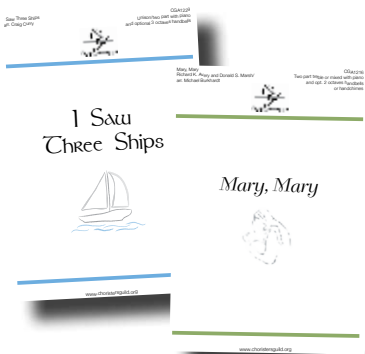 Saw Three Ships
arr. Craig Curry
CGA1224
Unison/two part with piano
and optional 3 octaves handbells
I Saw
Three Ships
www.choristersguild.org
Mary, Mary
Richard K. Avery and Donald S. Marsh/
arr. Michael Burkhardt
CGA1216
Two-part treble or mixed with piano
and opt. 2 octaves handbells
or handchimes
Mary, Mary
www.choristersguild.org